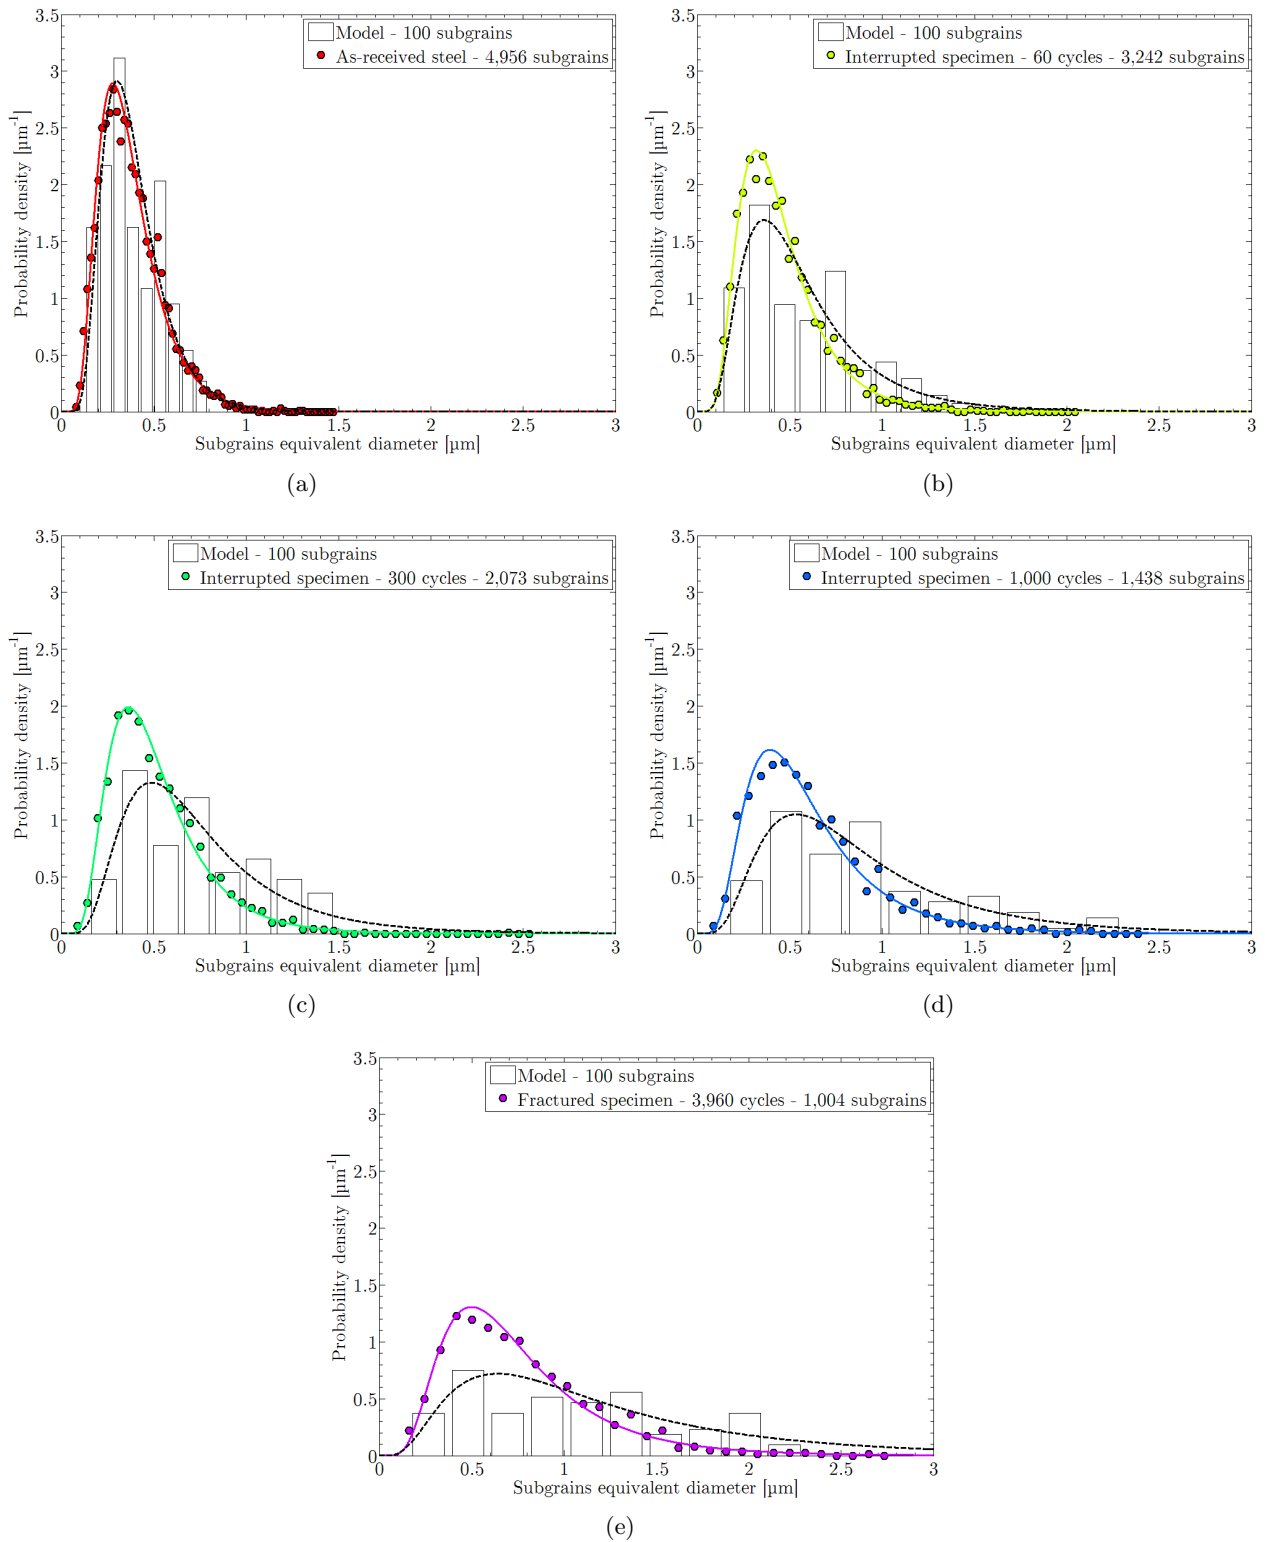 Model - 100 subgrains
As-received steel - 4,956 subgrains
3.5
3
2.5
2
1.5
1
0.5
0
Probability density [µm-1]
0 0.5 1 1.5 2 2.5 3
Subgrains equivalent diameter [µm]
(a)
Model - 100 subgrains
Interrupted specimen - 60 cycles - 3,242 subgrains
3.5
3
2.5
2
1.5
1
0.5
0
Probability density [µm-1]
0 0.5 1 1.5 2 2.5 3
Subgrains equivalent diameter [µm]
(b)
Model - 100 subgrains
Interrupted specimen - 300 cycles - 2,073 subgrains
3.5
3
2.5
2
1.5
1
0.5
0
Probability density [µm-1]
0 0.5 1 1.5 2 2.5 3
Subgrains equivalent diameter [µm]
(c)
Model - 100 subgrains
Interrupted specimen - 1,000 cycles - 1,438 subgrains
3.5
3
2.5
2
1.5
1
0.5
0
Probability density [µm-1]
0 0.5 1 1.5 2 2.5 3
Subgrains equivalent diameter [µm]
(d)
Model - 100 subgrains
Fractured specimen - 3,960 cycles - 1,004 subgrains
3.5
3
2.5
2
1.5
1
0.5
0
Probability density [µm-1]
0 0.5 1 1.5 2 2.5 3
Subgrains equivalent diameter [µm]
(e)